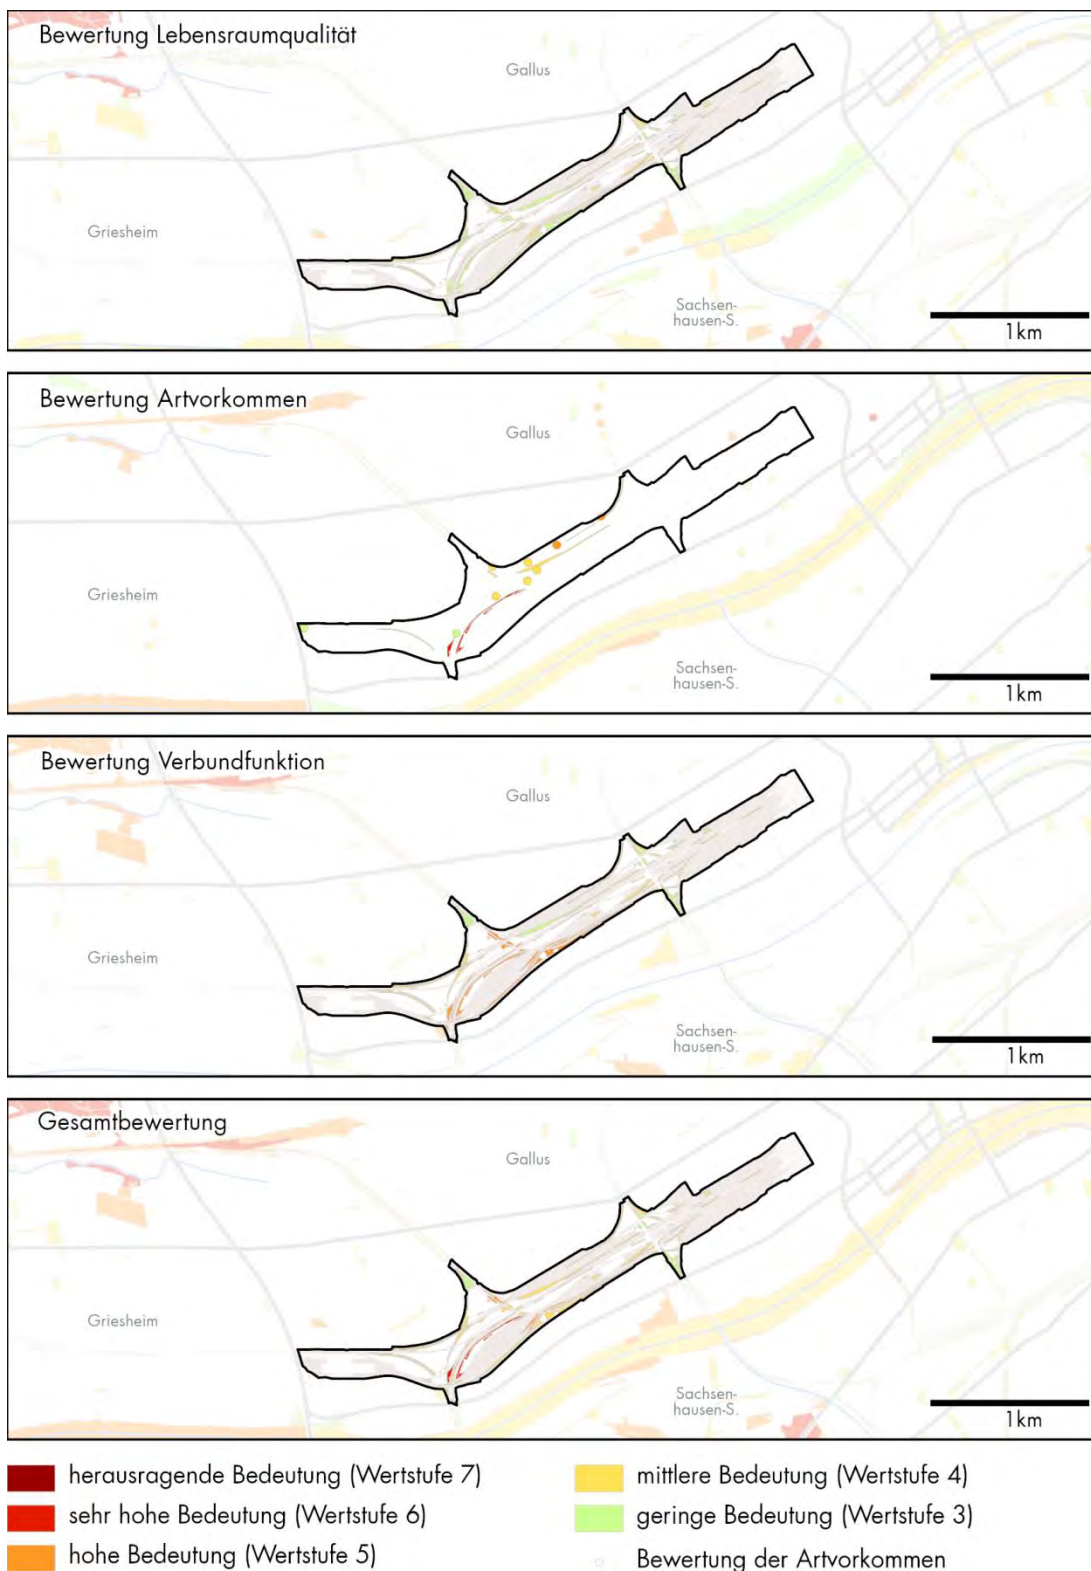 Bewertung Lebensraumqualität
Gallus
Griesheim
Sachsen-
hausen-S.
1km
Bewertung Artvorkommen
Gallus
Griesheim
Sachsen-
hausen-S.
1km
Bewertung Verbundfunktion
Gallus
Griesheim
Sachsen-
hausen-S.
1km
Gesamtbewertung
Gallus
Griesheim
Sachsen-
hausen-S.
1km
herausragende Bedeutung (Wertstufe 7)
sehr hohe Bedeutung (Wertstufe 6)
hohe Bedeutung (Wertstufe 5)
mittlere Bedeutung (Wertstufe 4)
geringe Bedeutung (Wertstufe 3)
Bewertung der Artvorkommen